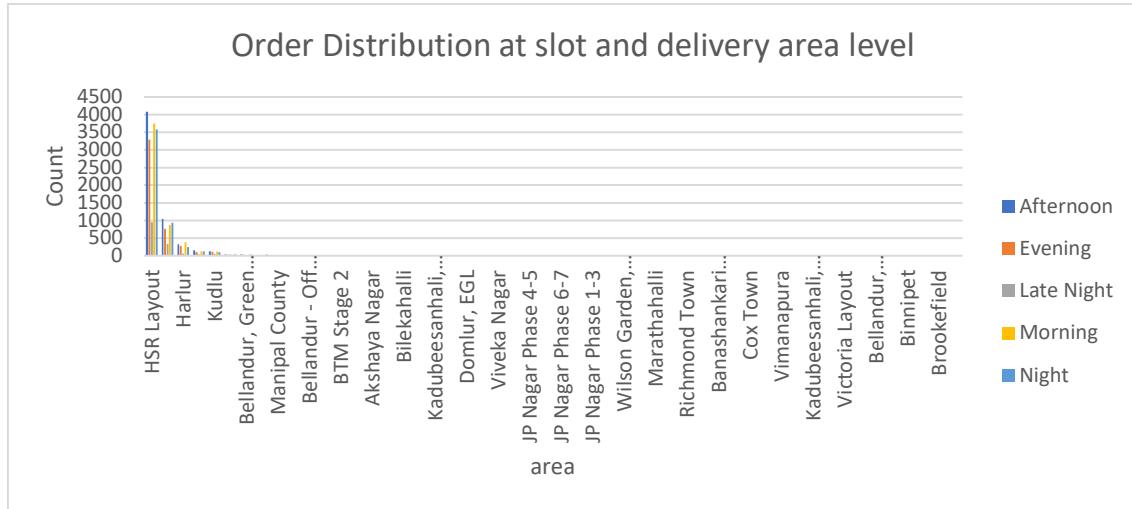 Order Distribution at slot and delivery area level
Count
4500
4000
3500
3000
2500
2000
1500
1000
500
0
HSR Layout
Harlur
Kudlu
Bellandur, Green...
Manipal County
Bellandur - Off...
BTM Stage 2
Akshaya Nagar
Bilekahalli
Kadubeesanhali,...
Domlur, EGL
Viveka Nagar
JP Nagar Phase 4-5
JP Nagar Phase 6-7
JP Nagar Phase 1-3
Wilson Garden,...
Marathahalli
Richmond Town
Banashankari...
Cox Town
Vimanapura
Kadubeesanhali,...
Victoria Layout
Bellandur,...
Binnipet
Brookefield
area
Afternoon
Evening
Late Night
Morning
Night